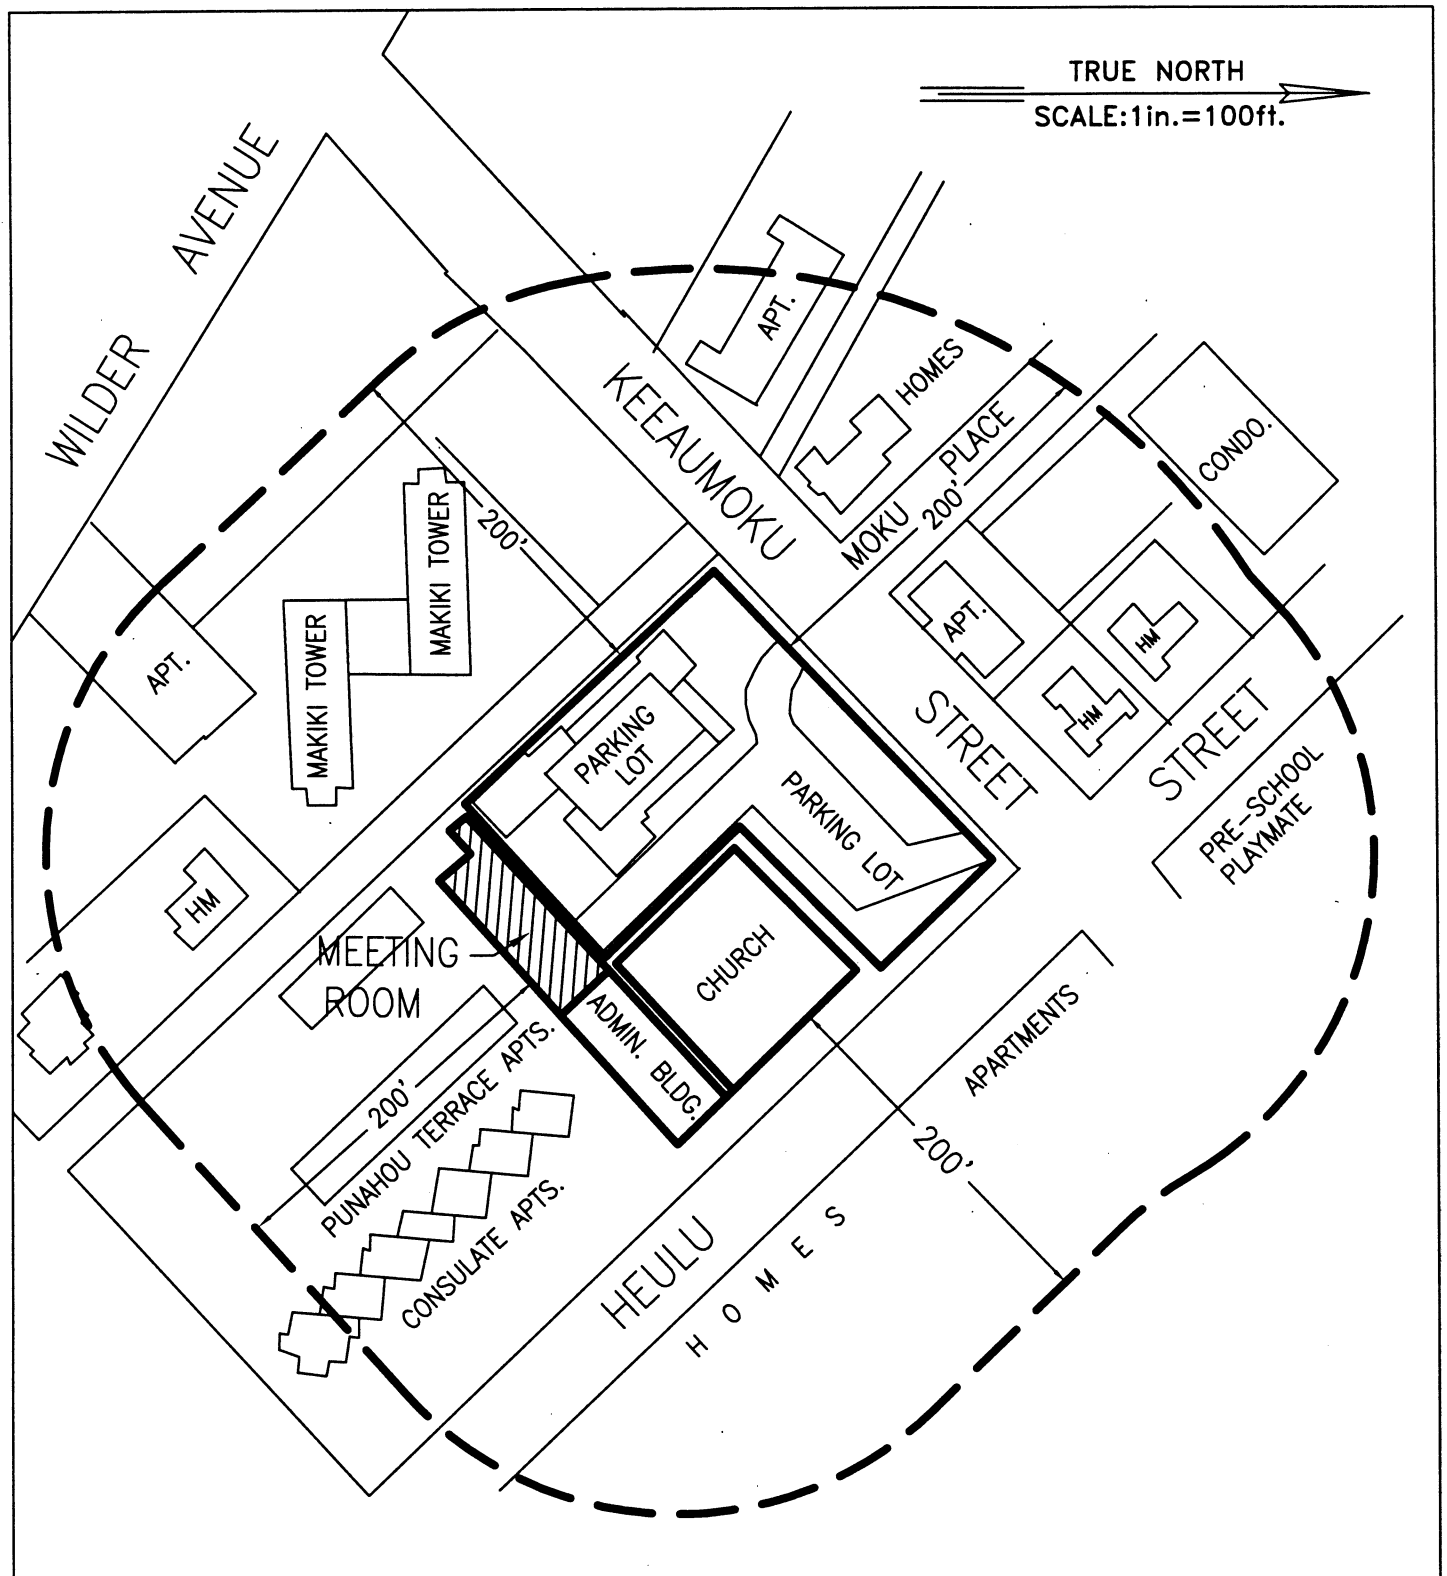 TRUE NORTH
SCALE:1in.=100ft.
WILDER AVENUE
APT.
HOMES
KEEAUMOKU STREET
MOKU PLACE
200'
CONDO.
200'
MAKIKI TOWER
MAKIKI TOWER
APT.
APT.
HM
HM
HEULU STREET
PRE-SCHOOL
PLAYMATE
PARKING
LOT
PARKING LOT
HM
MEETING
ROOM
CHURCH
ADMIN. BLDG.
APARTMENTS
200'
PUNAHOU TERRACE APTS.
CONSULATE APTS.
200'
HOMES